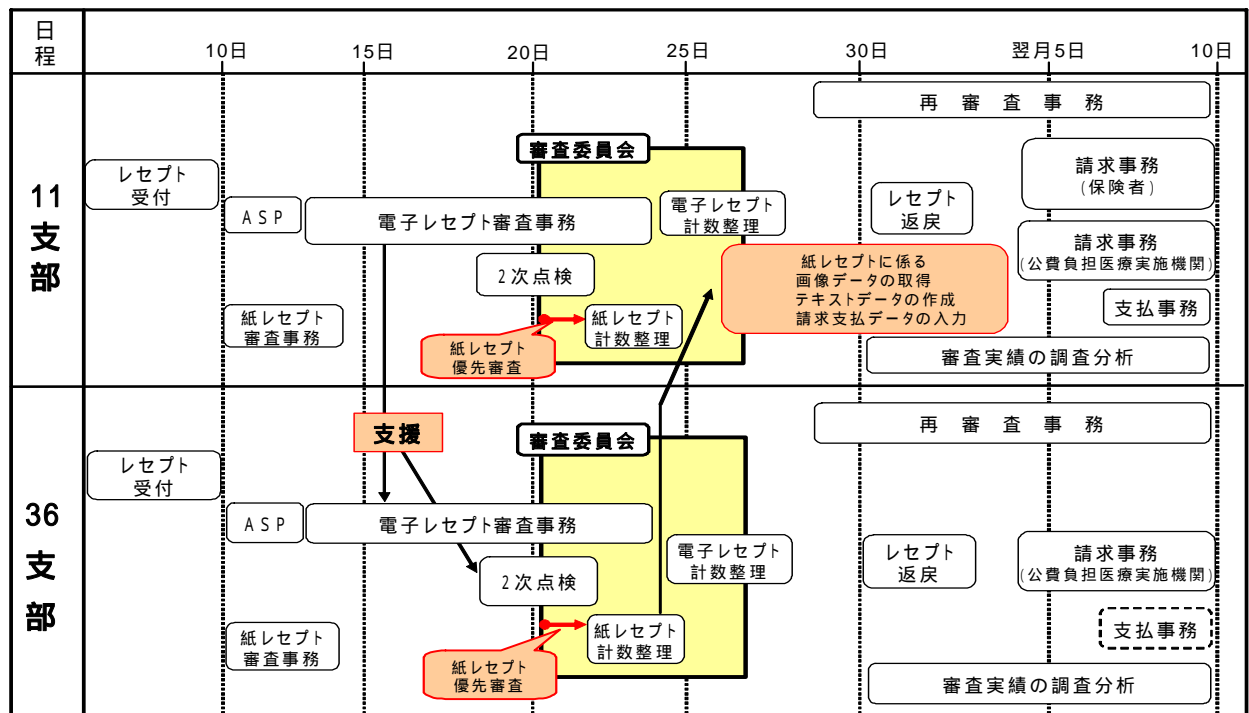 日
程
10日
15日
20日
25日
30日
翌月5日
10日
11
支
部
再審査事務
審査委員会
レセプト
受付
ASP
電子レセプト審査事務
電子レセプト
計数整理
レセプト
返戻
請求事務
(保険者)
請求事務
(公費負担医療実施機関)
2次点検
紙レセプトに係る
画像データの取得
テキストデータの作成
請求支払データの入力
支払事務
紙レセプト
審査事務
紙レセプト
計数整理
紙レセプト
優先審査
審査実績の調査分析
36
支
部
支援
再審査事務
審査委員会
レセプト
受付
ASP
電子レセプト審査事務
電子レセプト
計数整理
レセプト
返戻
請求事務
(公費負担医療実施機関)
2次点検
紙レセプト
審査事務
紙レセプト
計数整理
支払事務
紙レセプト
優先審査
審査実績の調査分析